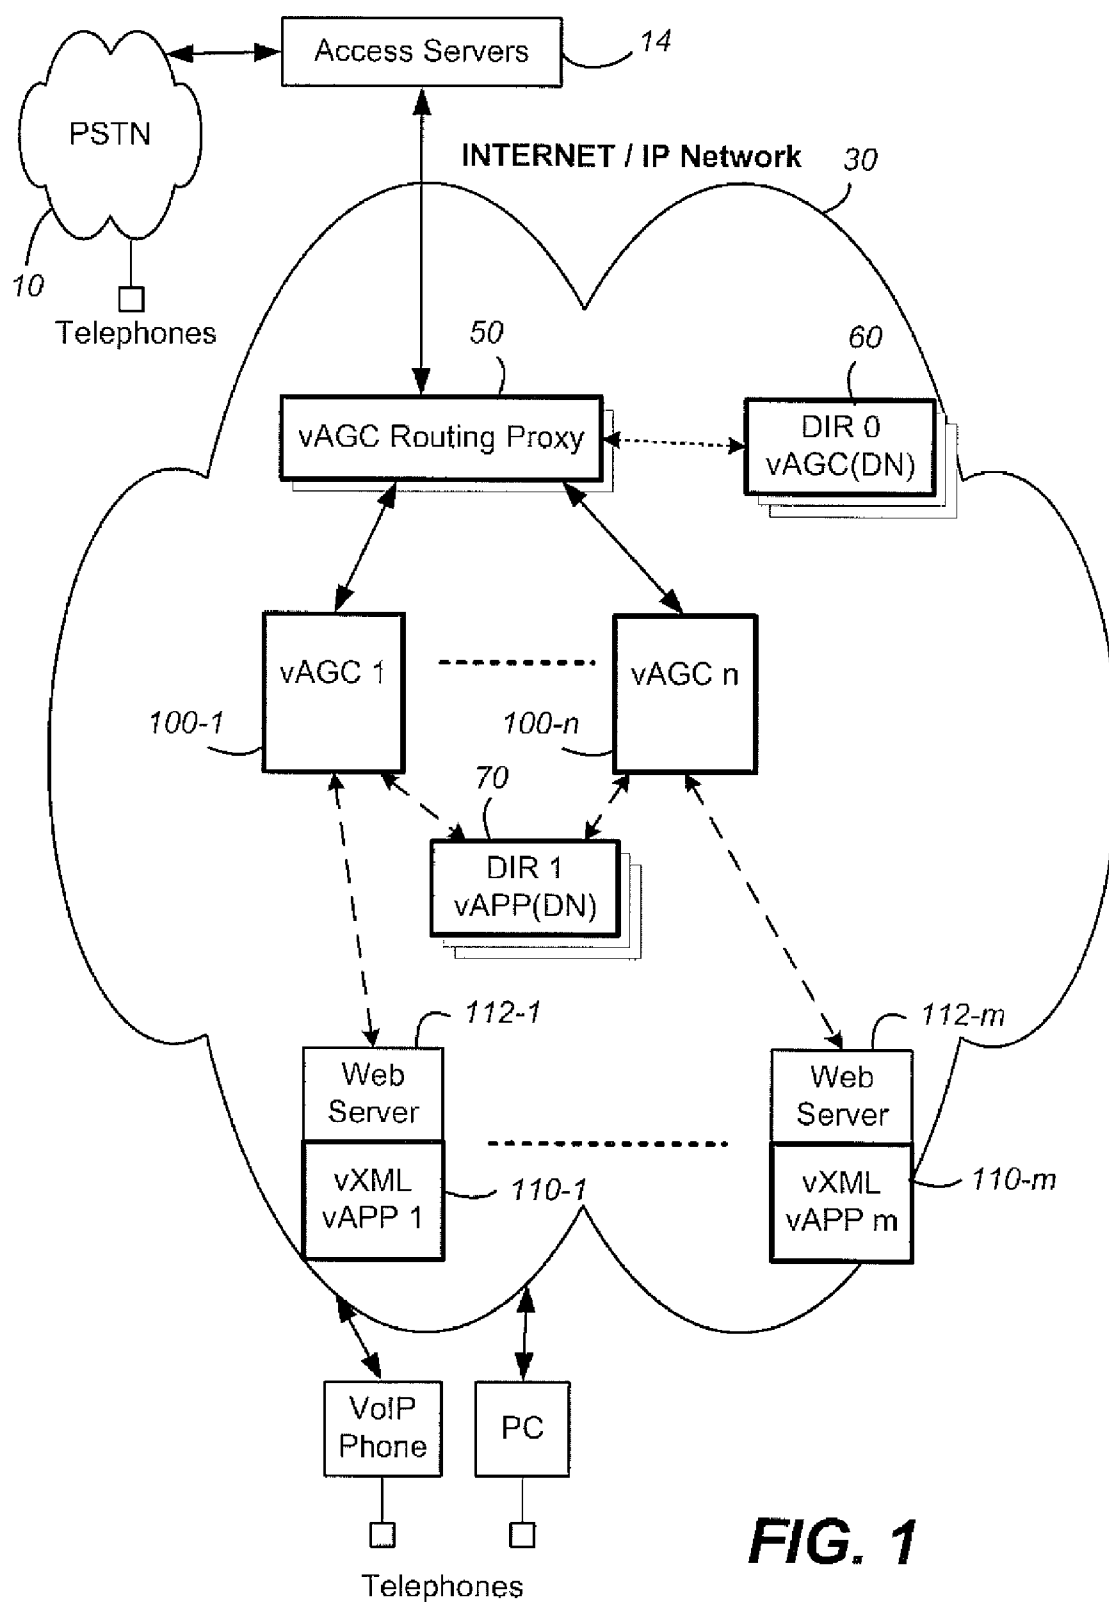 Access Servers
14
PSTN
INTERNET / IP Network
30
10
Telephones
50
60
vAGC Routing Proxy
DIR 0
vAGC(DN)
vAGC 1
vAGC n
100-1
100-n
70
DIR 1
vAPP(DN)
112-1
112-m
Web
Server
Web
Server
vXML
vAPP 1
110-1
vXML
vAPP m
110-m
VoIP
Phone
PC
Telephones
FIG. 1